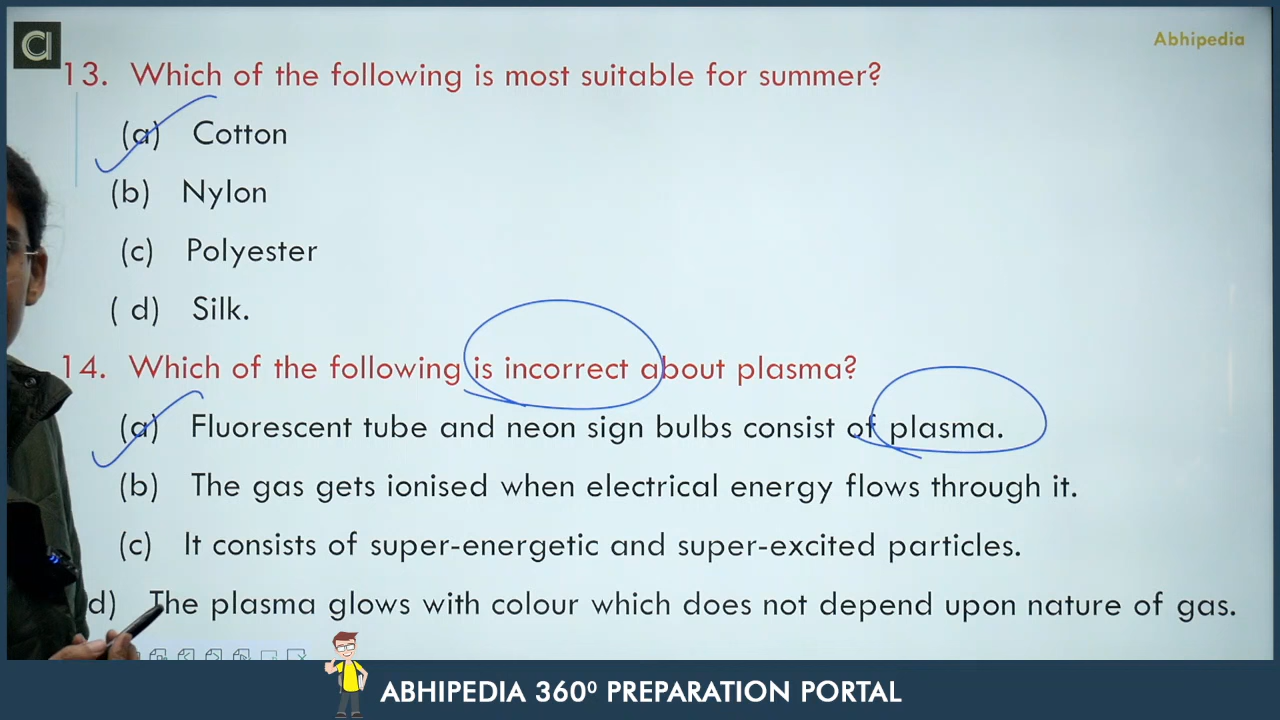 Abhipedia
13. Which of the following is most suitable for summer?
(a) Cotton
(b) Nylon
(c) Polyester
( d) Silk.
14. Which of the following is incorrect about plasma?
(a) Fluorescent tube and neon sign bulbs consist of plasma.
(b) The gas gets ionised when electrical energy flows through it.
(c) It consists of super-energetic and super-excited particles.
d) The plasma glows with colour which does not depend upon nature of gas.
ABHIPEDIA 360⁰ PREPARATION PORTAL